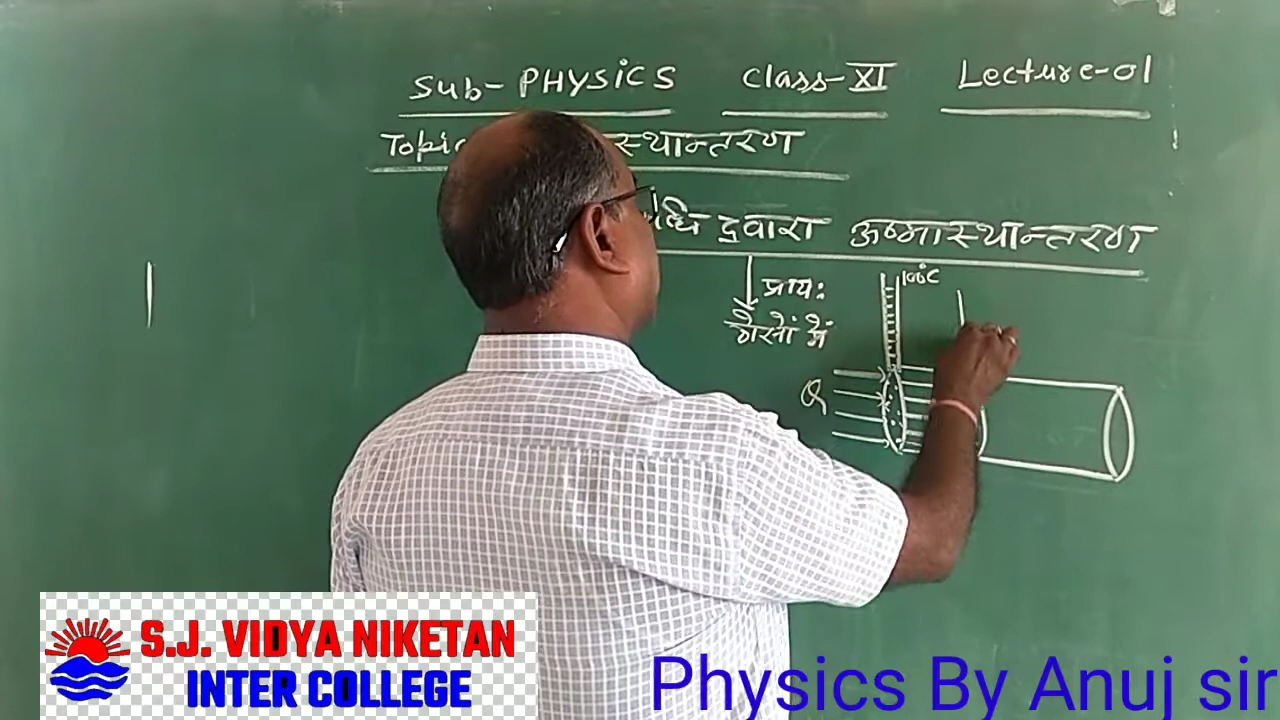 Sub- PHYSICS Class-XI Lecture-01
Topic स्थान्तरण
द्वारा ऊष्मास्थान्तरण
प्रायः
गैसों में
100°C
Q
S.J. VIDYA NIKETAN
INTER COLLEGE
Physics By Anuj sir